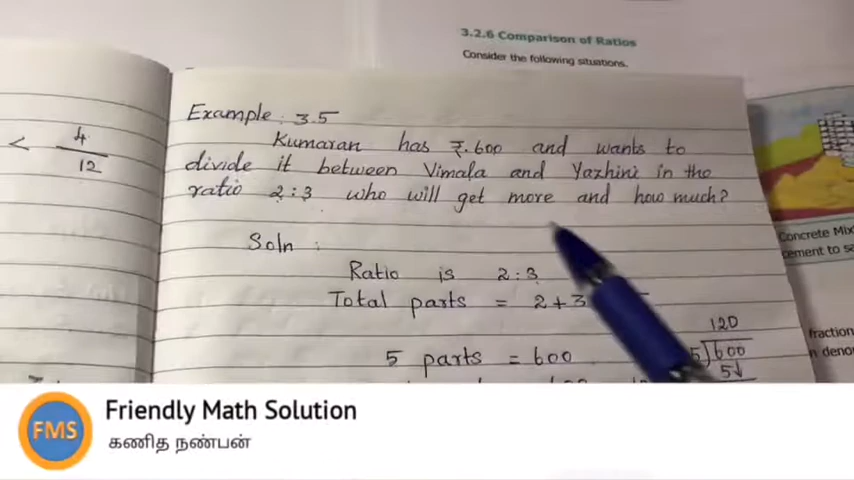 3.2.6 Comparison of Ratios
Consider the following situations.
< 4/12
Example : 3.5
Kumaran has ₹.600 and wants to
divide it between Vimala and Yazhini in the
ratio 2:3 who will get more and how much?
Soln :
Ratio is 2:3
Total parts = 2+3
120
5 parts = 600
5)600
5↓
Concrete Mix
cement to
fraction
Friendly Math Solution
FMS
கணித நண்பன்